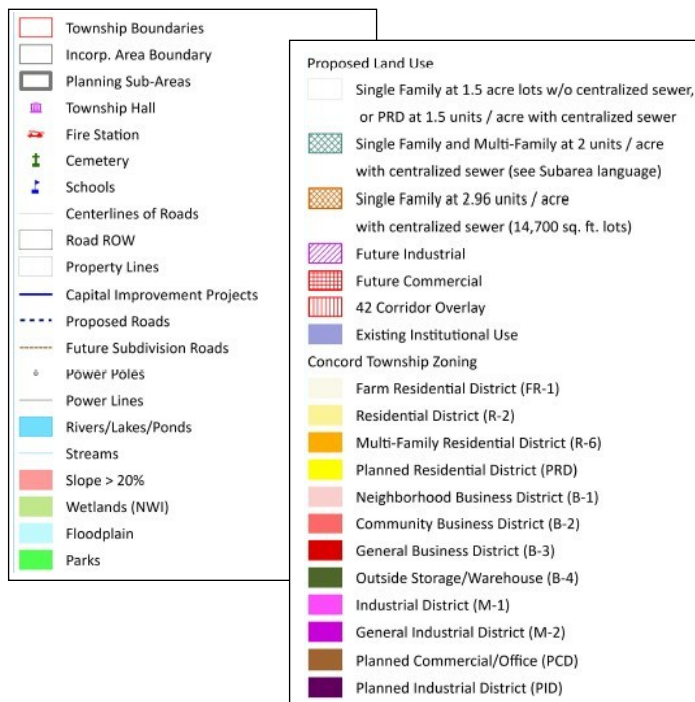 Township Boundaries
Incorp. Area Boundary
Planning Sub-Areas
Township Hall
Fire Station
Cemetery
Schools
Centerlines of Roads
Road ROW
Property Lines
Capital Improvement Projects
Proposed Roads
Future Subdivision Roads
Power Poles
Power Lines
Rivers/Lakes/Ponds
Streams
Slope > 20%
Wetlands (NWI)
Floodplain
Parks
Proposed Land Use
Single Family at 1.5 acre lots w/o centralized sewer,
or PRD at 1.5 units / acre with centralized sewer
Single Family and Multi-Family at 2 units / acre
with centralized sewer (see Subarea language)
Single Family at 2.96 units / acre
with centralized sewer (14,700 sq. ft. lots)
Future Industrial
Future Commercial
42 Corridor Overlay
Existing Institutional Use
Concord Township Zoning
Farm Residential District (FR-1)
Residential District (R-2)
Multi-Family Residential District (R-6)
Planned Residential District (PRD)
Neighborhood Business District (B-1)
Community Business District (B-2)
General Business District (B-3)
Outside Storage/Warehouse (B-4)
Industrial District (M-1)
General Industrial District (M-2)
Planned Commercial/Office (PCD)
Planned Industrial District (PID)